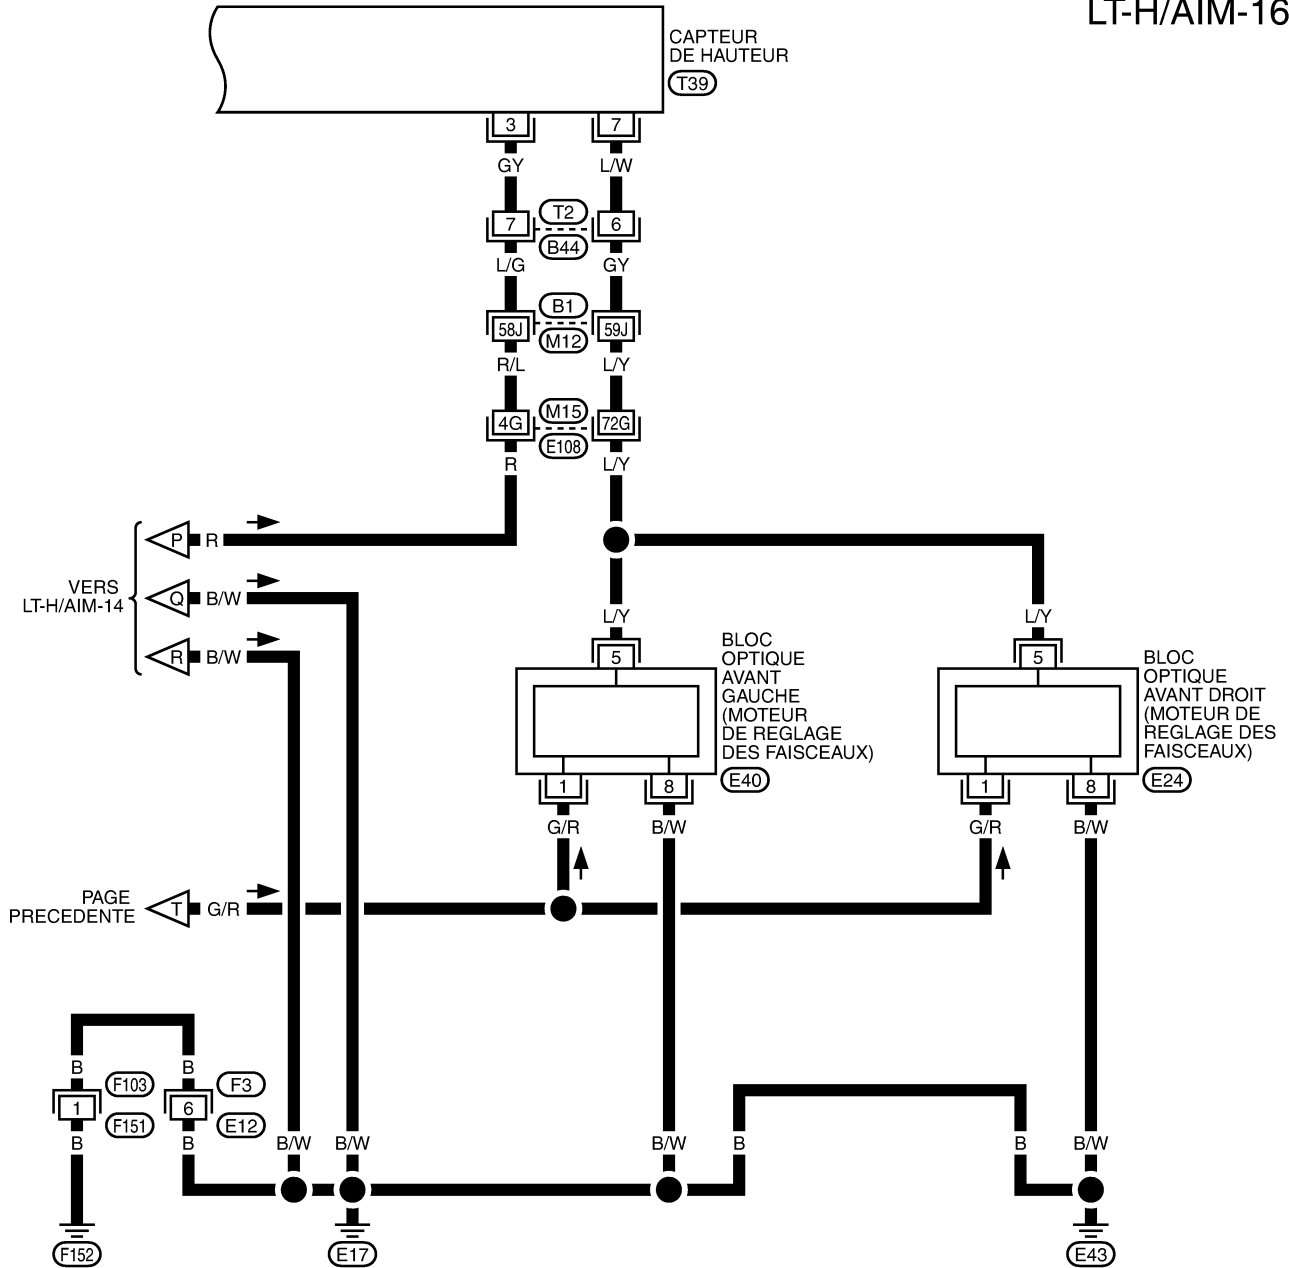 LT-H/AIM-16
CAPTEUR
DE HAUTEUR
T39
3 7
GY L/W
7 T2 6
B44
L/G GY
B1
58J 59J
M12
R/L L/Y
M15
4G 72G
E108
R L/Y
P R
VERS
LT-H/AIM-14
Q B/W
R B/W
L/Y L/Y
5 5
BLOC
OPTIQUE
AVANT
GAUCHE
(MOTEUR
DE REGLAGE
DES FAISCEAUX)
E40
BLOC
OPTIQUE
AVANT DROIT
(MOTEUR DE
REGLAGE DES
FAISCEAUX)
E24
1 8 1 8
G/R B/W G/R B/W
PAGE
PRECEDENTE
T G/R
B B
F103 F3
1 6
F151 E12
B B B/W B/W B/W B B B/W
F152 E17 E43